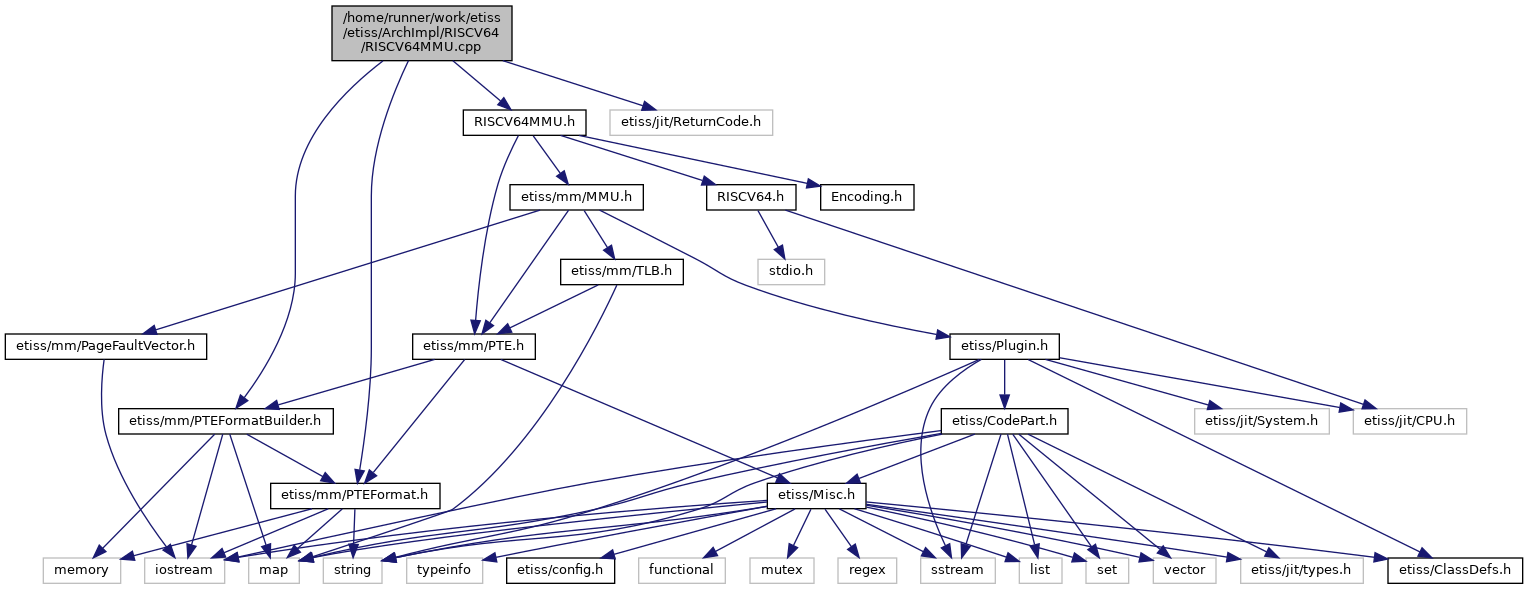 /home/runner/work/etiss
/etiss/ArchImpl/RISCV64
/RISCV64MMU.cpp
RISCV64MMU.h
etiss/jit/ReturnCode.h
etiss/mm/MMU.h
RISCV64.h
Encoding.h
etiss/mm/TLB.h
stdio.h
etiss/mm/PageFaultVector.h
etiss/mm/PTE.h
etiss/Plugin.h
etiss/mm/PTEFormatBuilder.h
etiss/CodePart.h
etiss/jit/System.h
etiss/jit/CPU.h
etiss/mm/PTEFormat.h
etiss/Misc.h
memory
iostream
map
string
typeinfo
etiss/config.h
functional
mutex
regex
sstream
list
set
vector
etiss/jit/types.h
etiss/ClassDefs.h